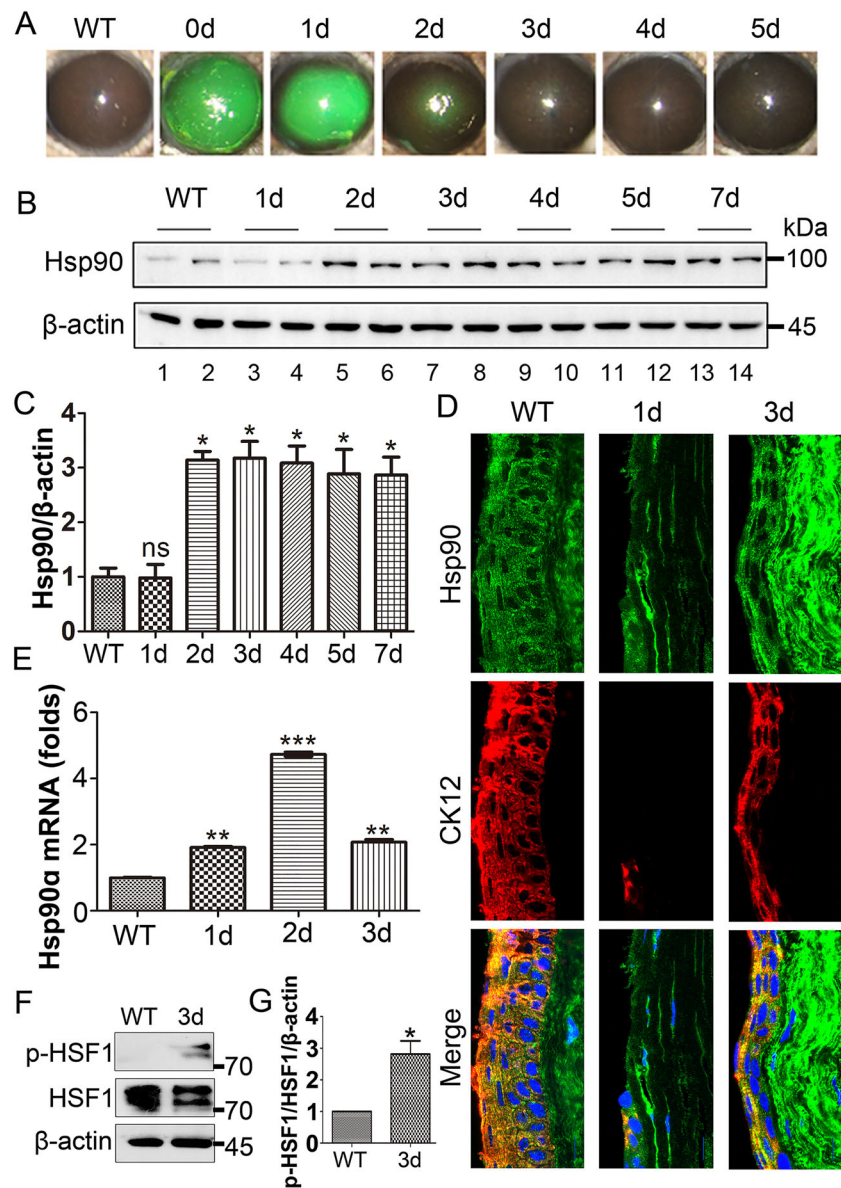 A
WT 0d 1d 2d 3d 4d 5d
B
WT 1d 2d 3d 4d 5d 7d
kDa
Hsp90
100
β-actin
45
1 2 3 4 5 6 7 8 9 10 11 12 13 14
C
Hsp90/β-actin
4
3
2
1
0
ns
*
*
*
*
*
WT 1d 2d 3d 4d 5d 7d
D
WT 1d 3d
Hsp90
CK12
Merge
E
Hsp90α mRNA (folds)
6
4
2
0
**
***
**
WT 1d 2d 3d
F
WT 3d
p-HSF1
70
HSF1
70
β-actin
45
G
p-HSF1/HSF1/β-actin
4
3
2
1
0
*
WT 3d